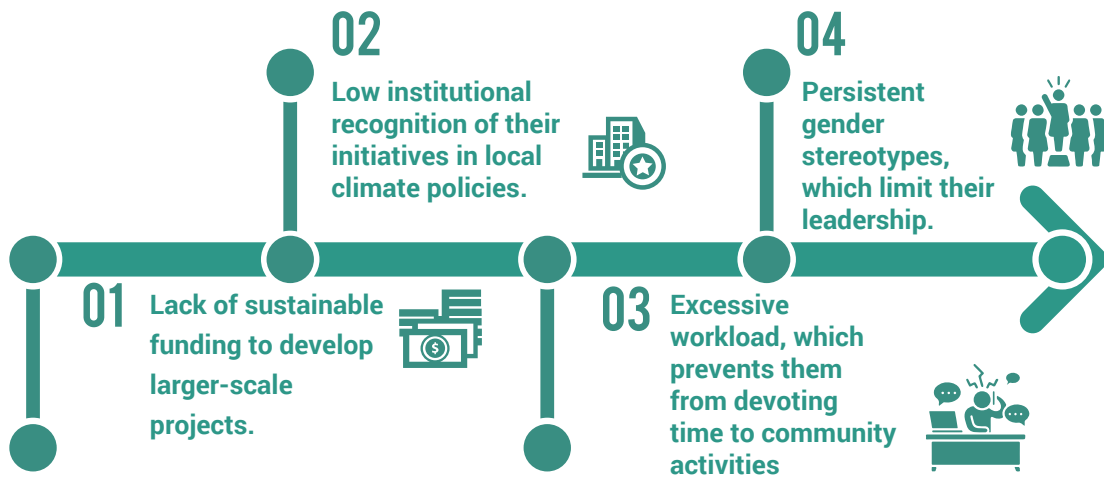 01
Lack of sustainable
funding to develop
larger-scale
projects.
02
Low institutional
recognition of their
initiatives in local
climate policies.
03
Excessive
workload, which
prevents them
from devoting
time to community
activities
04
Persistent
gender
stereotypes,
which limit their
leadership.